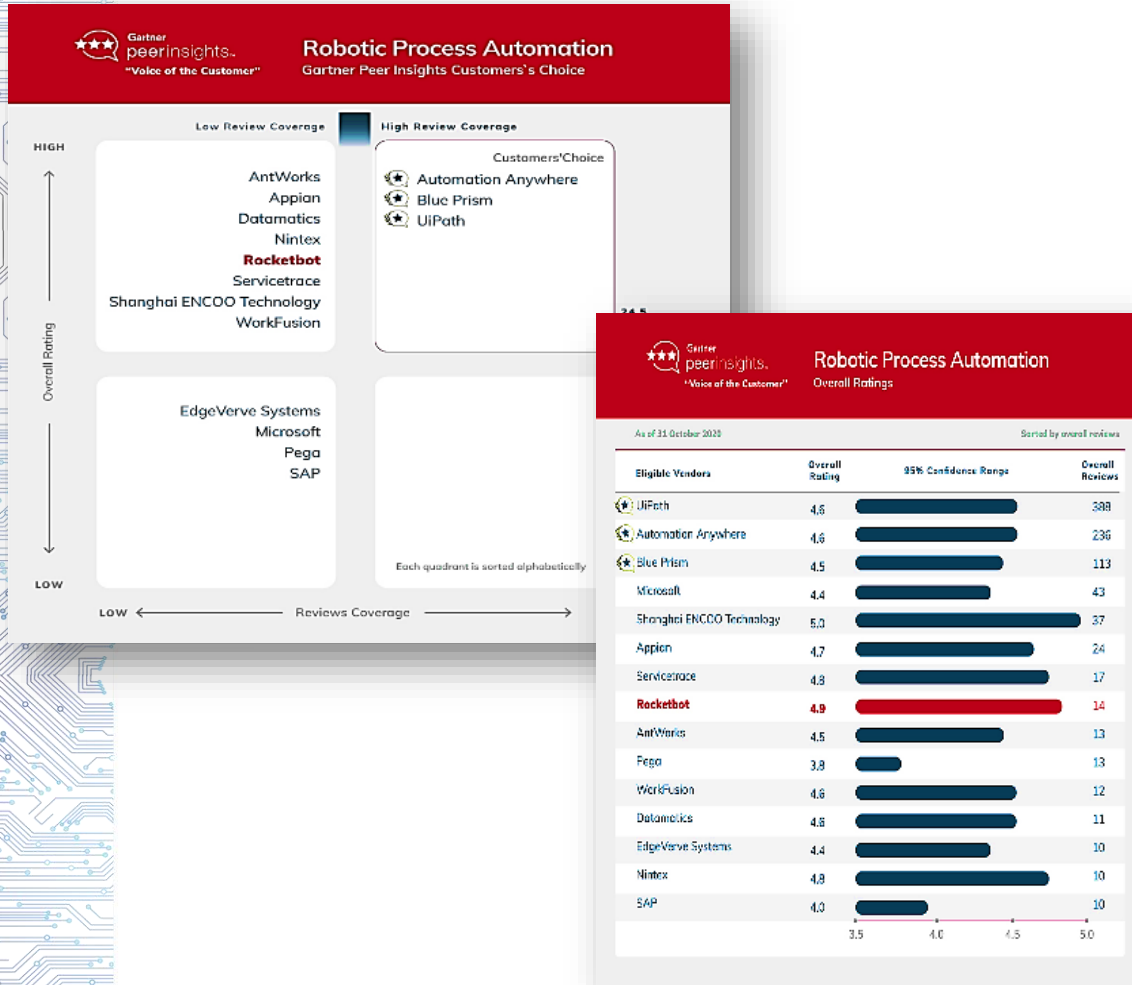 Gartner
peerinsights™
"Voice of the Customer"
Robotic Process Automation
Gartner Peer Insights Customers`s Choice
Low Review Coverage
High Review Coverage
HIGH
Overall Rating
LOW
AntWorks
Appian
Datamatics
Nintex
Rocketbot
Servicetrace
Shanghai ENCOO Technology
WorkFusion
Customers'Choice
Automation Anywhere
Blue Prism
UiPath
EdgeVerve Systems
Microsoft
Pega
SAP
Each quadrant is sorted alphabetically
LOW Reviews Coverage
Gartner
peerinsights™
"Voice of the Customer"
Robotic Process Automation
Overall Ratings
As of 31 October 2020 Sorted by overall reviews
Eligible Vendors Overall Rating 95% Confidence Range Overall Reviews
UiPath 4.6 388
Automation Anywhere 4.6 236
Blue Prism 4.5 113
Microsoft 4.4 43
Shanghai ENCOO Technology 5.0 37
Appian 4.7 24
Servicetrace 4.8 17
Rocketbot 4.9 14
AntWorks 4.5 13
Pega 3.8 13
WorkFusion 4.6 12
Datamatics 4.6 11
EdgeVerve Systems 4.4 10
Nintex 4.8 10
SAP 4.0 10
3.5 4.0 4.5 5.0